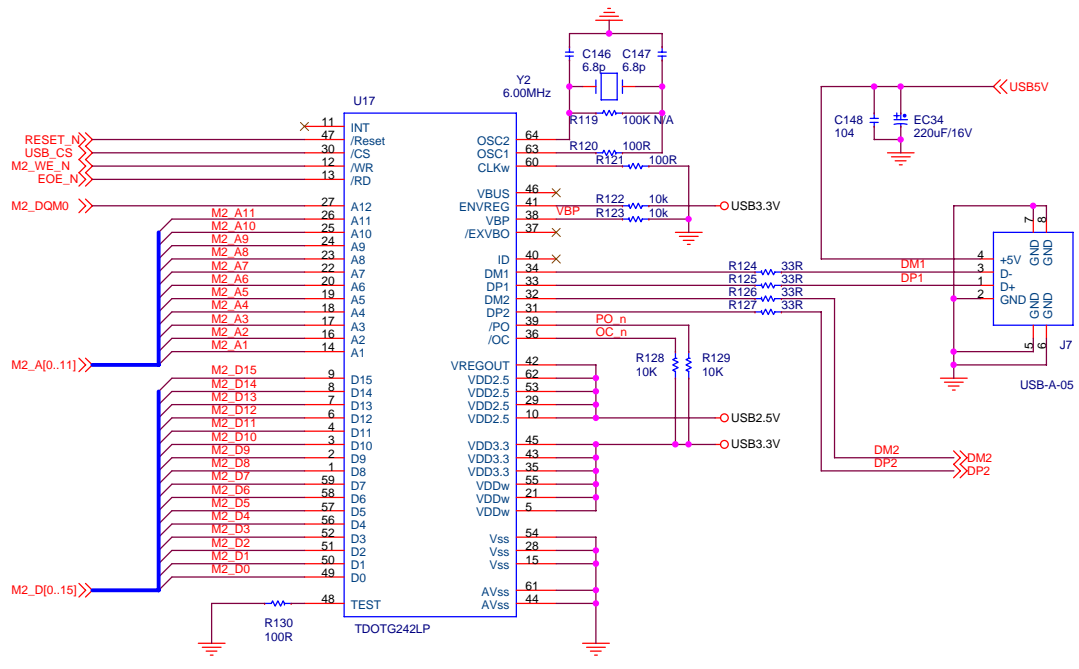 C146
6.8p
C147
6.8p
Y2
6.00MHz
R119
100K N/A
R120
100R
R121
100R
U17
USB5V
C148
104
EC34
220uF/16V
RESET_N
USB_CS
M2_WE_N
EOE_N
M2_DQM0
M2_A11
M2_A10
M2_A9
M2_A8
M2_A7
M2_A6
M2_A5
M2_A4
M2_A3
M2_A2
M2_A1
M2_A[0..11]
M2_D15
M2_D14
M2_D13
M2_D12
M2_D11
M2_D10
M2_D9
M2_D8
M2_D7
M2_D6
M2_D5
M2_D4
M2_D3
M2_D2
M2_D1
M2_D0
M2_D[0..15]
R130
100R
11 INT
47 /Reset
30 /CS
12 /WR
13 /RD
27 A12
26 A11
25 A10
24 A9
23 A8
22 A7
20 A6
19 A5
18 A4
17 A3
16 A2
14 A1
9 D15
8 D14
7 D13
6 D12
4 D11
3 D10
2 D9
1 D8
59 D7
58 D6
57 D5
56 D4
52 D3
51 D2
50 D1
49 D0
48 TEST
TDOTG242LP
OSC2 64
OSC1 63
CLKw 60
VBUS 46
ENVREG 41
VBP 38
/EXVBO 37
ID 40
DM1 34
DP1 33
DM2 32
DP2 31
/PO 39
/OC 36
VREGOUT 42
VDD2.5 62
VDD2.5 53
VDD2.5 29
VDD2.5 10
VDD3.3 45
VDD3.3 43
VDD3.3 35
VDDw 55
VDDw 21
VDDw 5
Vss 54
Vss 28
Vss 15
AVss 61
AVss 44
R122 10k
USB3.3V
VBP
R123 10k
R124 33R
R125 33R
R126 33R
R127 33R
PO_n
OC_n
R128
10K
R129
10K
USB2.5V
USB3.3V
DM1
DP1
DM2
DP2
DM2
DP2
7 8
GND GND
4 +5V
3 D-
1 D+
2 GND
GND GND
5 6
J7
USB-A-05